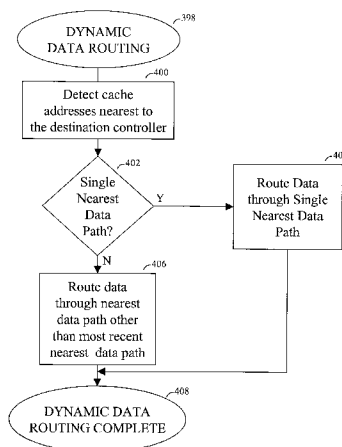 DYNAMIC
DATA ROUTING
398
400
Detect cache
addresses nearest to
the destination controller
402
Single
Nearest
Data
Path?
Y
N
Route Data
through Single
Nearest Data
Path
406
Route data
through nearest
data path other
than most recent
nearest data path
408
DYNAMIC DATA
ROUTING COMPLETE